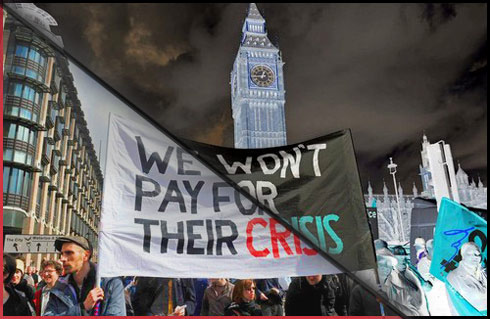 WE WON'T
PAY FOR
THEIR CRISIS